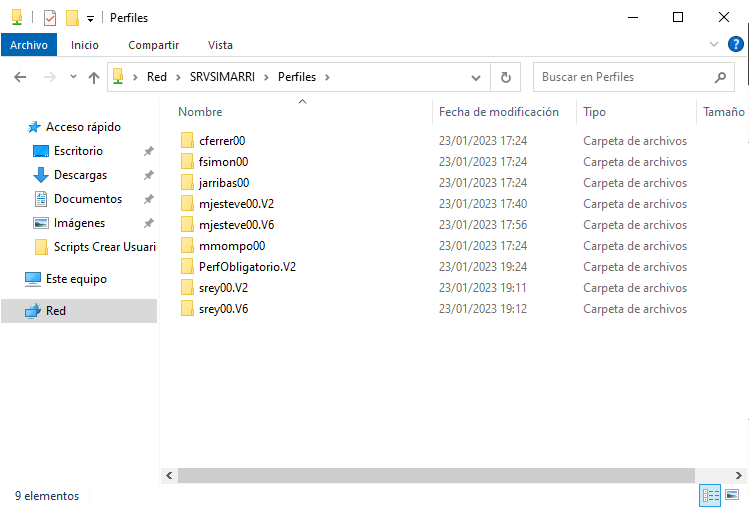 Perfiles
Archivo Inicio Compartir Vista
Red SRVSIMARRI Perfiles Buscar en Perfiles
Nombre Fecha de modificación Tipo Tamaño
Acceso rápido
Escritorio
Descargas
Documentos
Imágenes
Scripts Crear Usuari
Este equipo
Red
cferrer00 23/01/2023 17:24 Carpeta de archivos
fsimon00 23/01/2023 17:24 Carpeta de archivos
jarribas00 23/01/2023 17:24 Carpeta de archivos
mjesteve00.V2 23/01/2023 17:40 Carpeta de archivos
mjesteve00.V6 23/01/2023 17:56 Carpeta de archivos
mmompo00 23/01/2023 17:24 Carpeta de archivos
PerfObligatorio.V2 23/01/2023 19:24 Carpeta de archivos
srey00.V2 23/01/2023 19:11 Carpeta de archivos
srey00.V6 23/01/2023 19:12 Carpeta de archivos
9 elementos